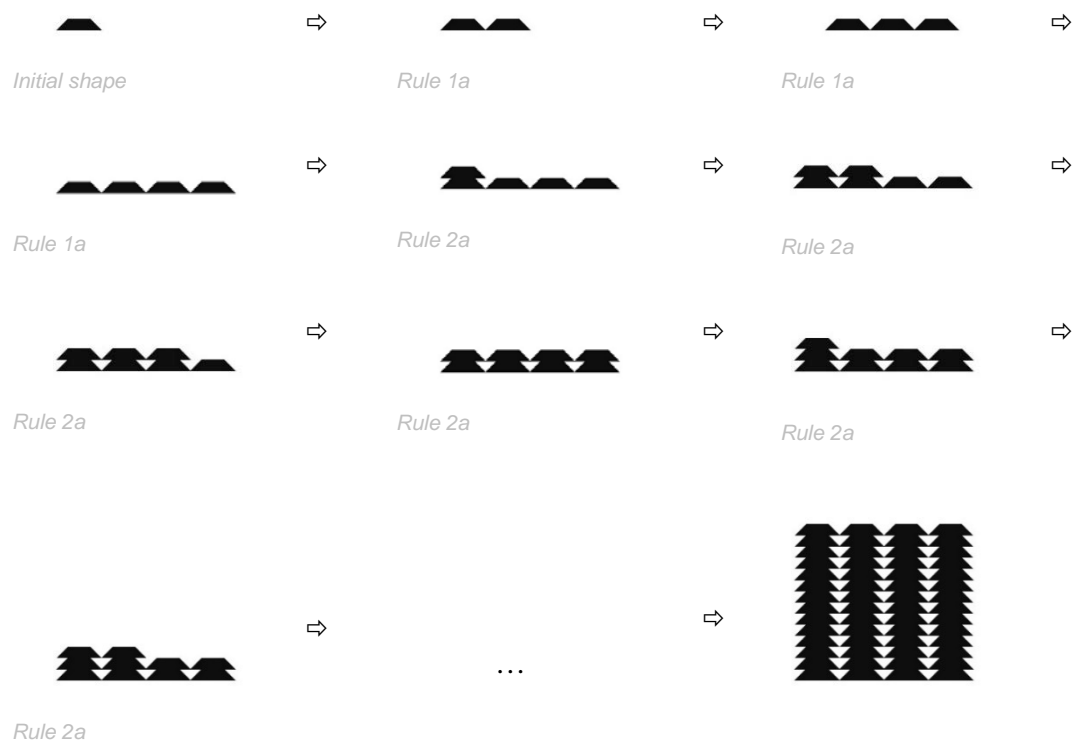 ⇨ ⇨ ⇨
Initial shape Rule 1a Rule 1a
⇨ ⇨ ⇨
Rule 1a Rule 2a Rule 2a
⇨ ⇨ ⇨
Rule 2a Rule 2a Rule 2a
⇨ ⇨
...
Rule 2a